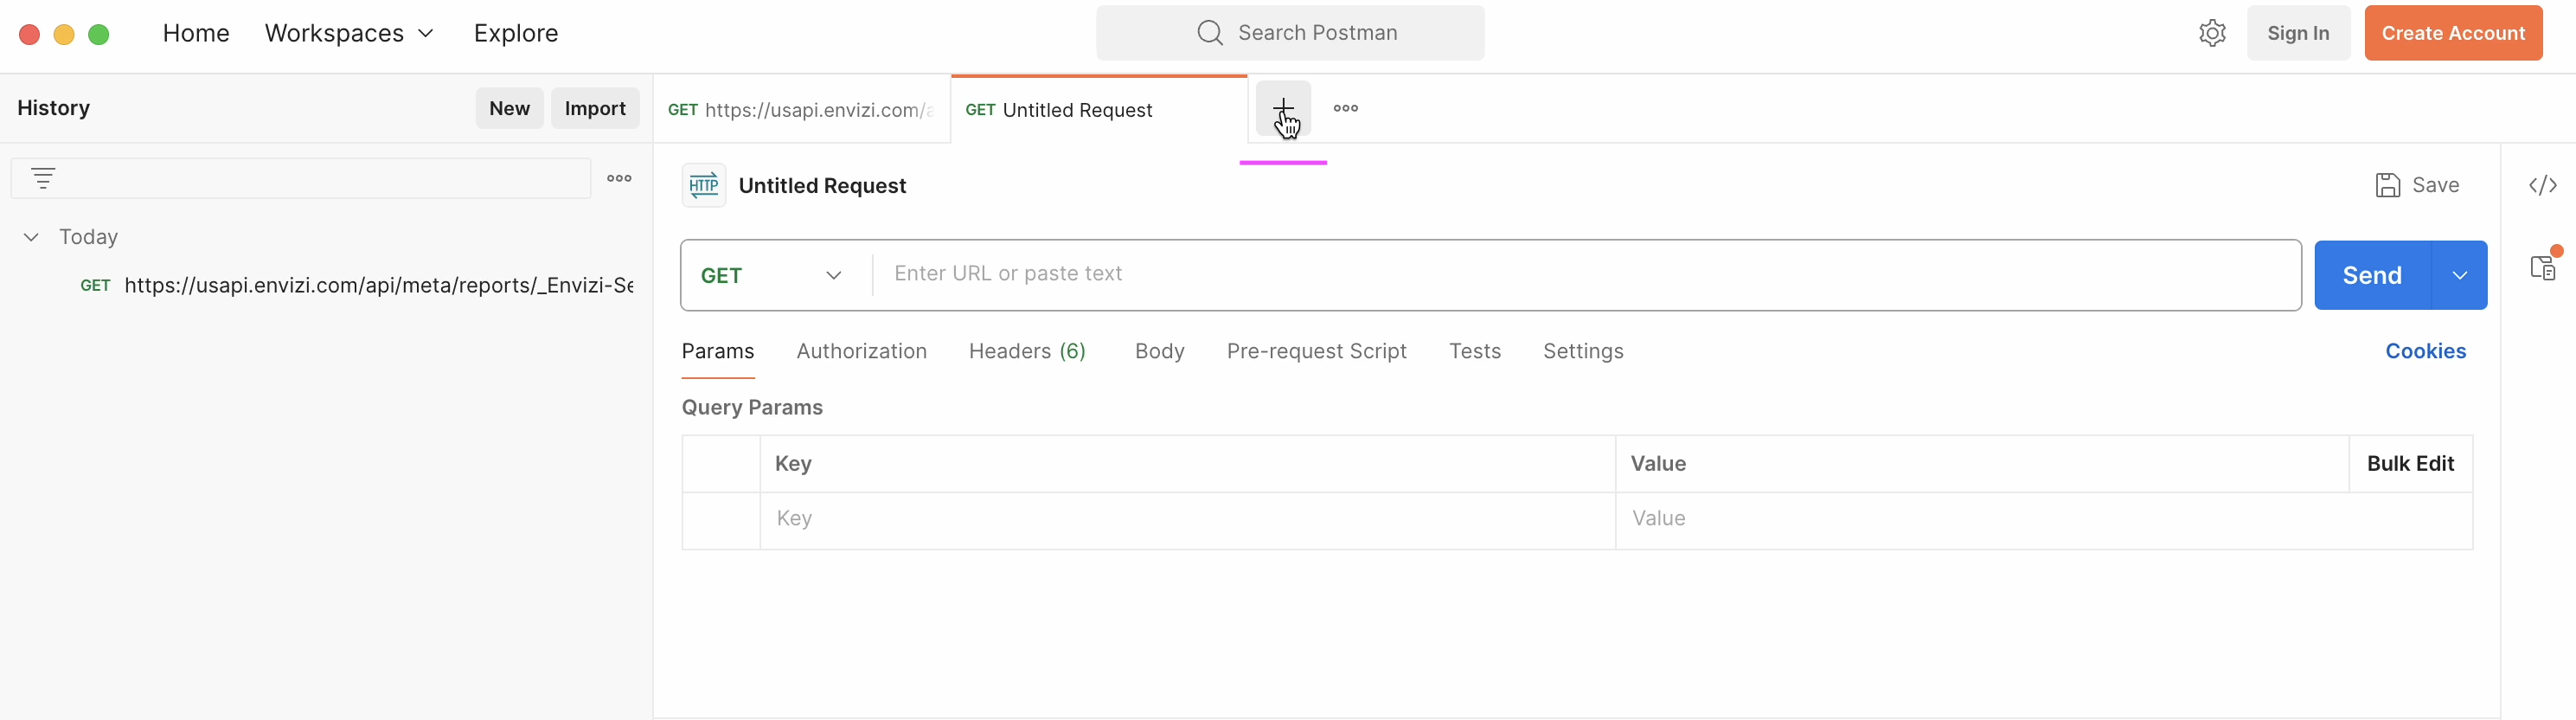 Home Workspaces Explore Search Postman Sign In Create Account
History New Import GET https://usapi.envizi.com/a GET Untitled Request
HTTP Untitled Request Save
Today
GET https://usapi.envizi.com/api/meta/reports/_Envizi-Se
GET Enter URL or paste text Send
Params Authorization Headers (6) Body Pre-request Script Tests Settings Cookies
Query Params
Key Value Bulk Edit
Key Value